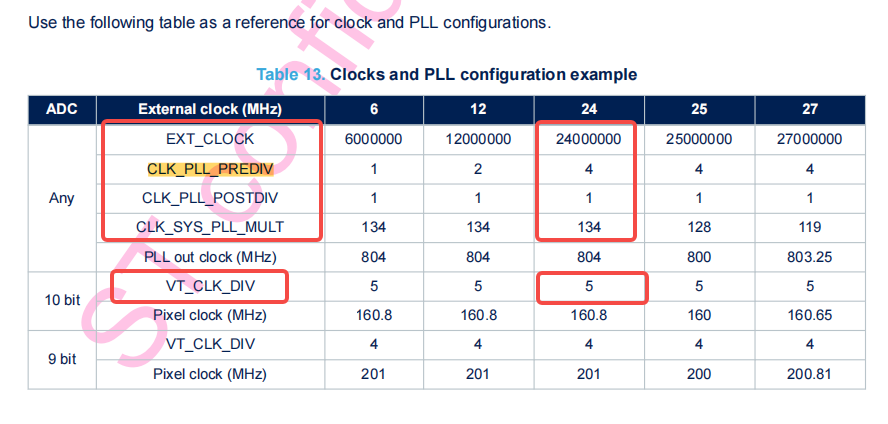 Use the following table as a reference for clock and PLL configurations.
Table 13. Clocks and PLL configuration example
ADC External clock (MHz) 6 12 24 25 27
EXT_CLOCK 6000000 12000000 24000000 25000000 27000000
CLK_PLL_PREDIV 1 2 4 4 4
Any
CLK_PLL_POSTDIV 1 1 1 1 1
CLK_SYS_PLL_MULT 134 134 134 128 119
PLL out clock (MHz) 804 804 804 800 803.25
10 bit
VT_CLK_DIV 5 5 5 5 5
Pixel clock (MHz) 160.8 160.8 160.8 160 160.65
9 bit
VT_CLK_DIV 4 4 4 4 4
Pixel clock (MHz) 201 201 201 200 200.81
ST confid